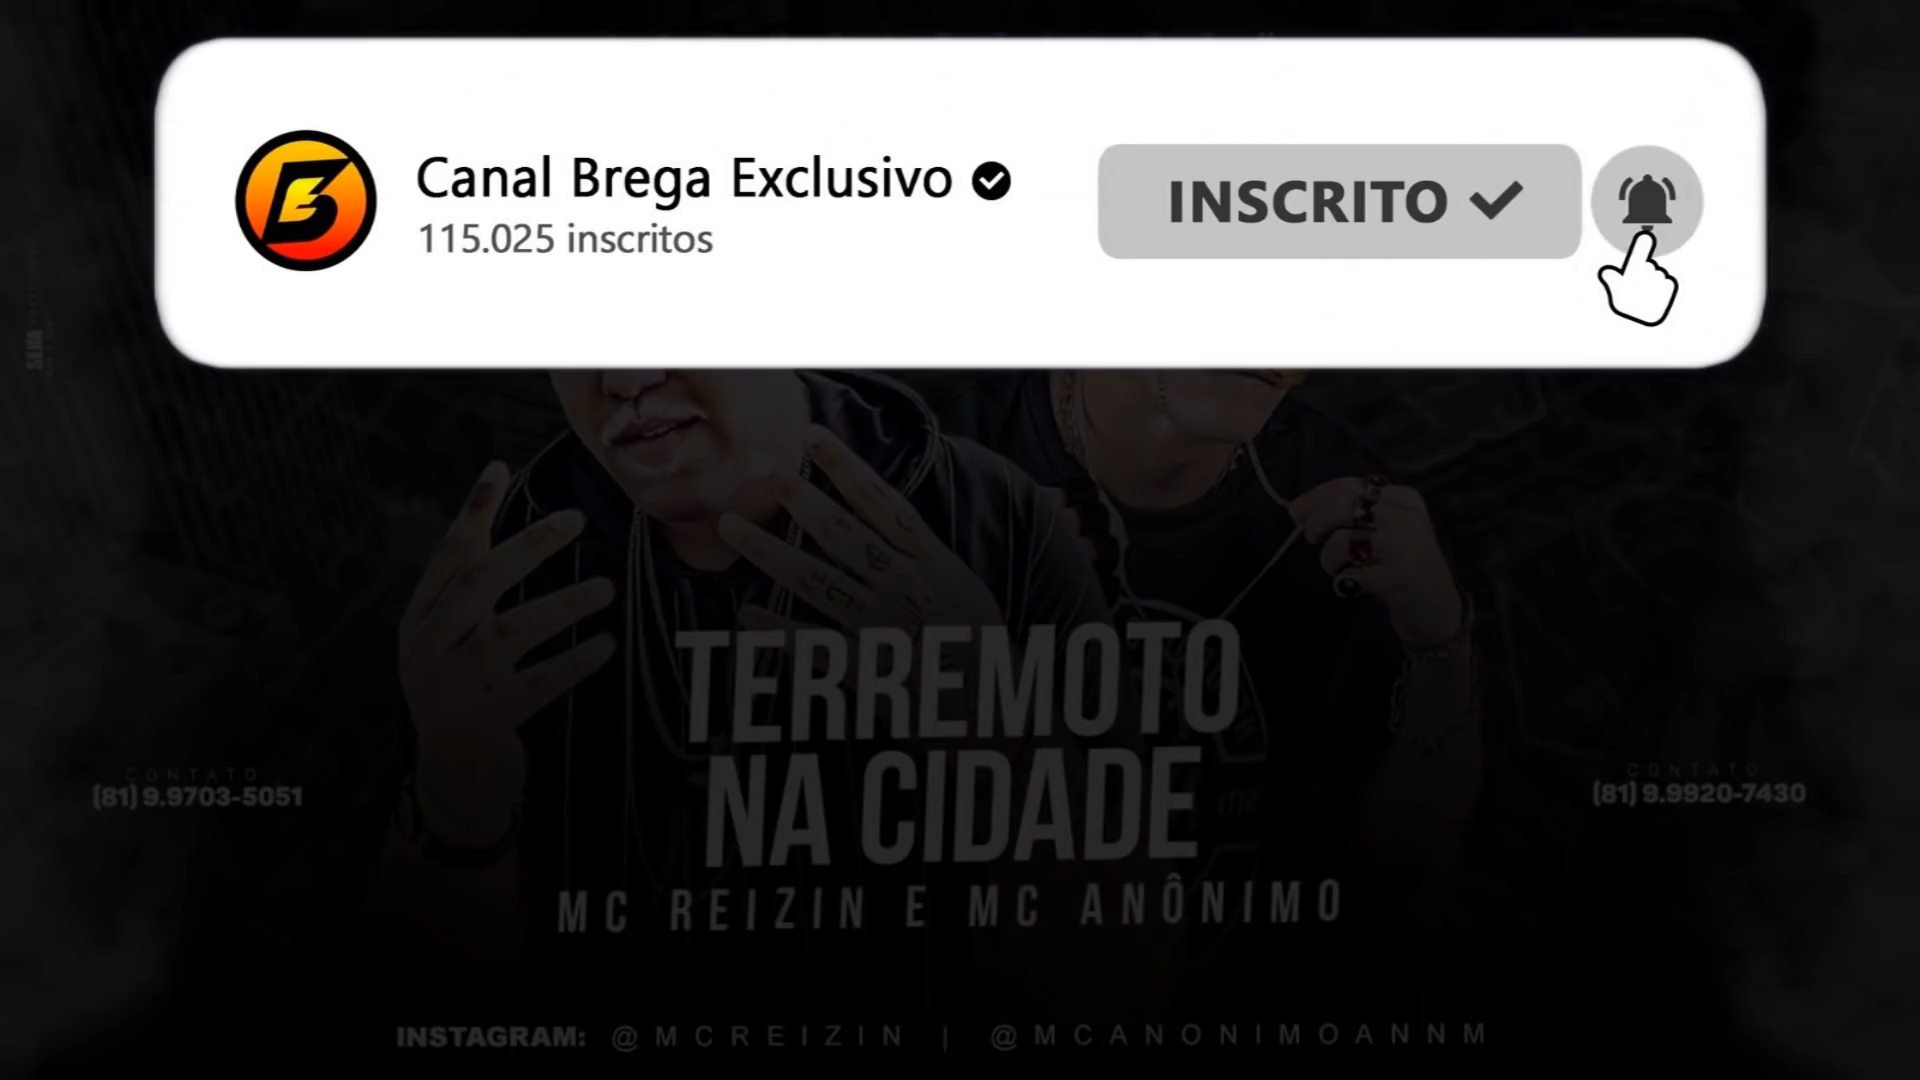 Canal Brega Exclusivo
115.025 inscritos
INSCRITO
TERREMOTO
NA CIDADE
MC REIZIN E MC ANÔNIMO
CONTATO
(81) 9.9703-5051
CONTATO
(81) 9.9920-7430
INSTAGRAM: @MCREIZIN | @MCANONIMOANNM